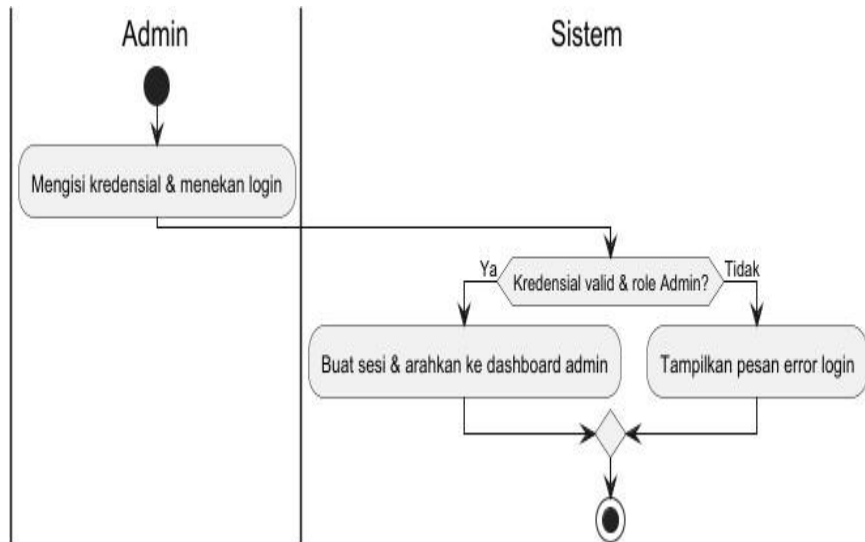 Admin
Sistem
Mengisi kredensial & menekan login
Ya
Kredensial valid & role Admin?
Tidak
Buat sesi & arahkan ke dashboard admin
Tampilkan pesan error login